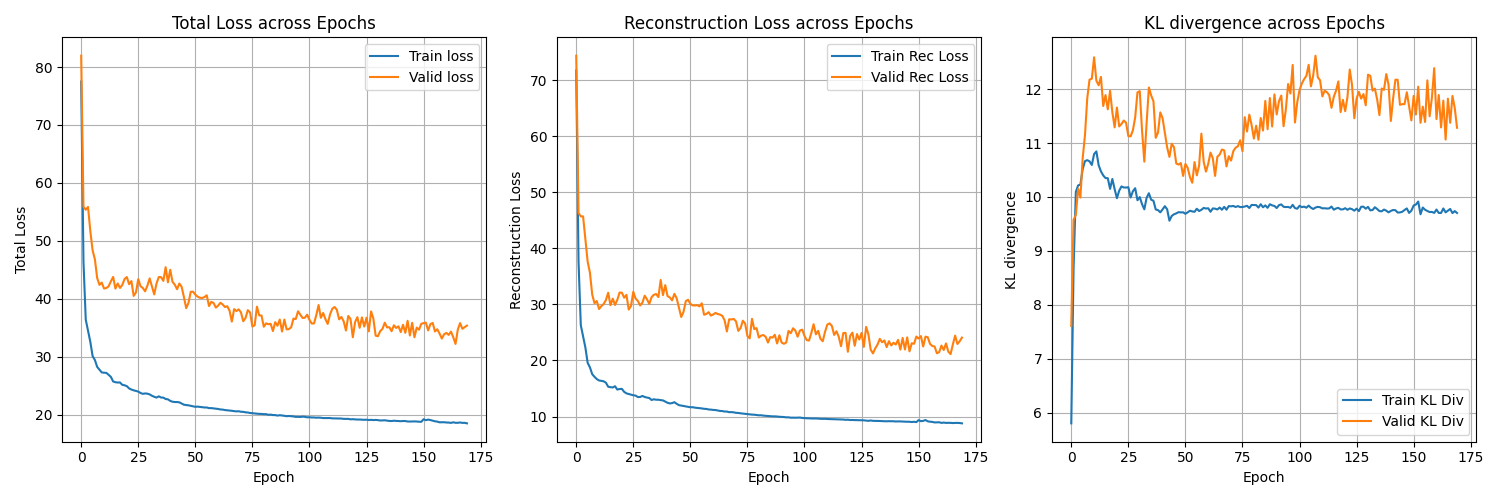 Total Loss across Epochs
Total Loss
80
70
60
50
40
30
20
0 25 50 75 100 125 150 175
Epoch
Train loss
Valid loss
Reconstruction Loss across Epochs
Reconstruction Loss
70
60
50
40
30
20
10
0 25 50 75 100 125 150 175
Epoch
Train Rec Loss
Valid Rec Loss
KL divergence across Epochs
KL divergence
12
11
10
9
8
7
6
0 25 50 75 100 125 150 175
Epoch
Train KL Div
Valid KL Div